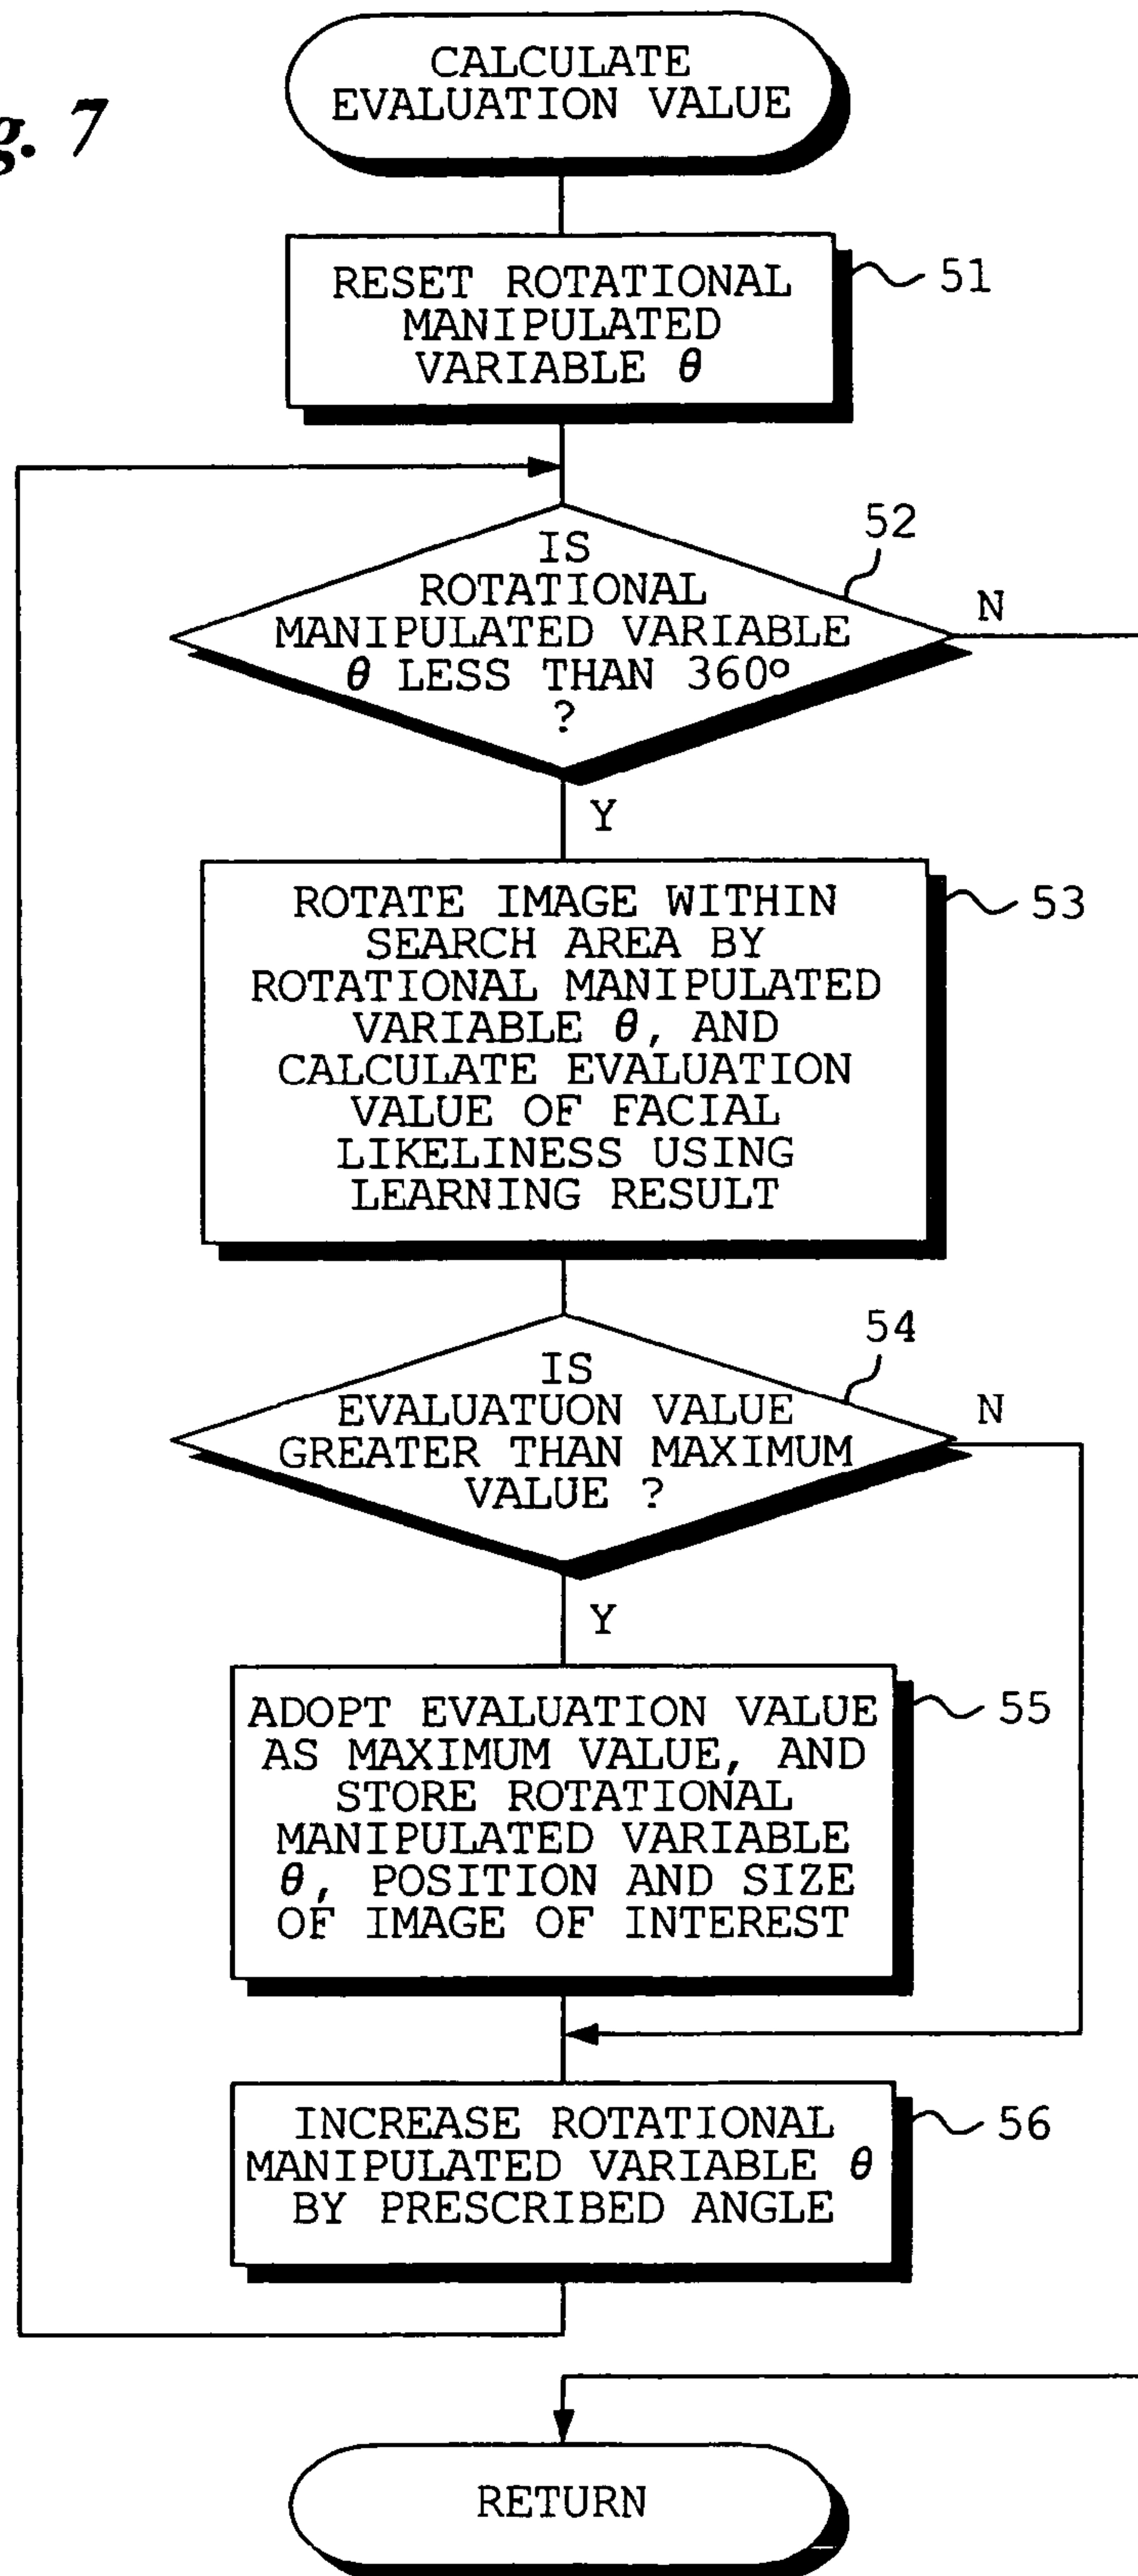 g. 7
CALCULATE
EVALUATION VALUE
RESET ROTATIONAL
MANIPULATED
VARIABLE θ
51
IS
ROTATIONAL
MANIPULATED VARIABLE
θ LESS THAN 360º
?
52
N
Y
ROTATE IMAGE WITHIN
SEARCH AREA BY
ROTATIONAL MANIPULATED
VARIABLE θ, AND
CALCULATE EVALUATION
VALUE OF FACIAL
LIKELINESS USING
LEARNING RESULT
53
IS
EVALUATUON VALUE
GREATER THAN MAXIMUM
VALUE ?
54
N
Y
ADOPT EVALUATION VALUE
AS MAXIMUM VALUE, AND
STORE ROTATIONAL
MANIPULATED VARIABLE
θ, POSITION AND SIZE
OF IMAGE OF INTEREST
55
INCREASE ROTATIONAL
MANIPULATED VARIABLE θ
BY PRESCRIBED ANGLE
56
RETURN